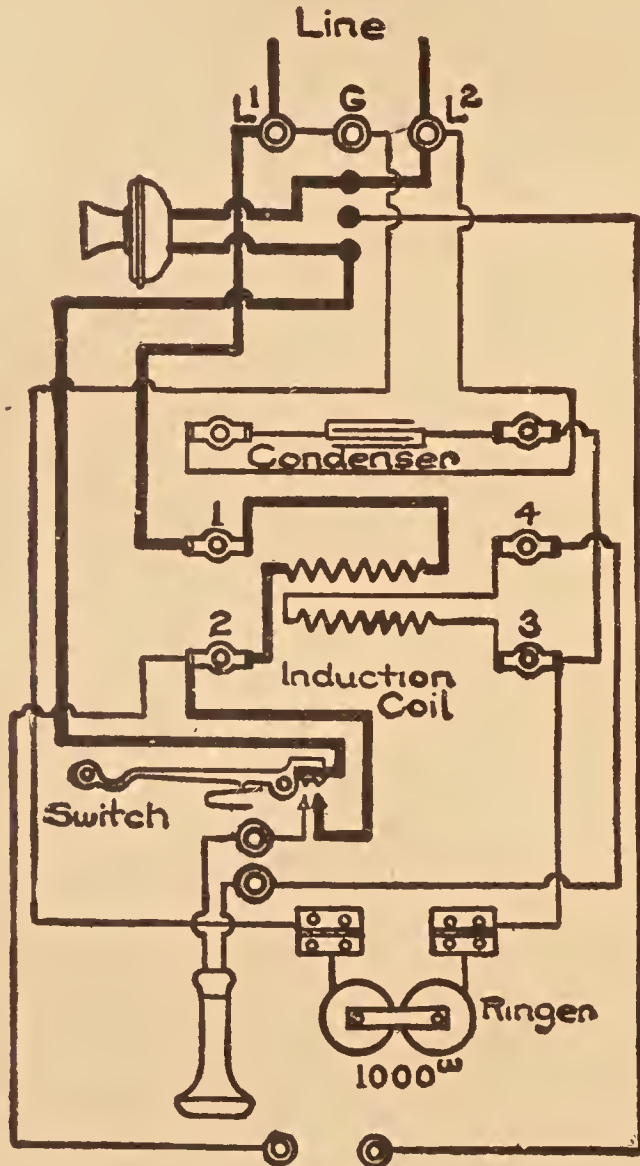 Line
L¹ G L²
Condenser
1 4
2 3
Induction
Coil
Switch
Ringer
1000ω